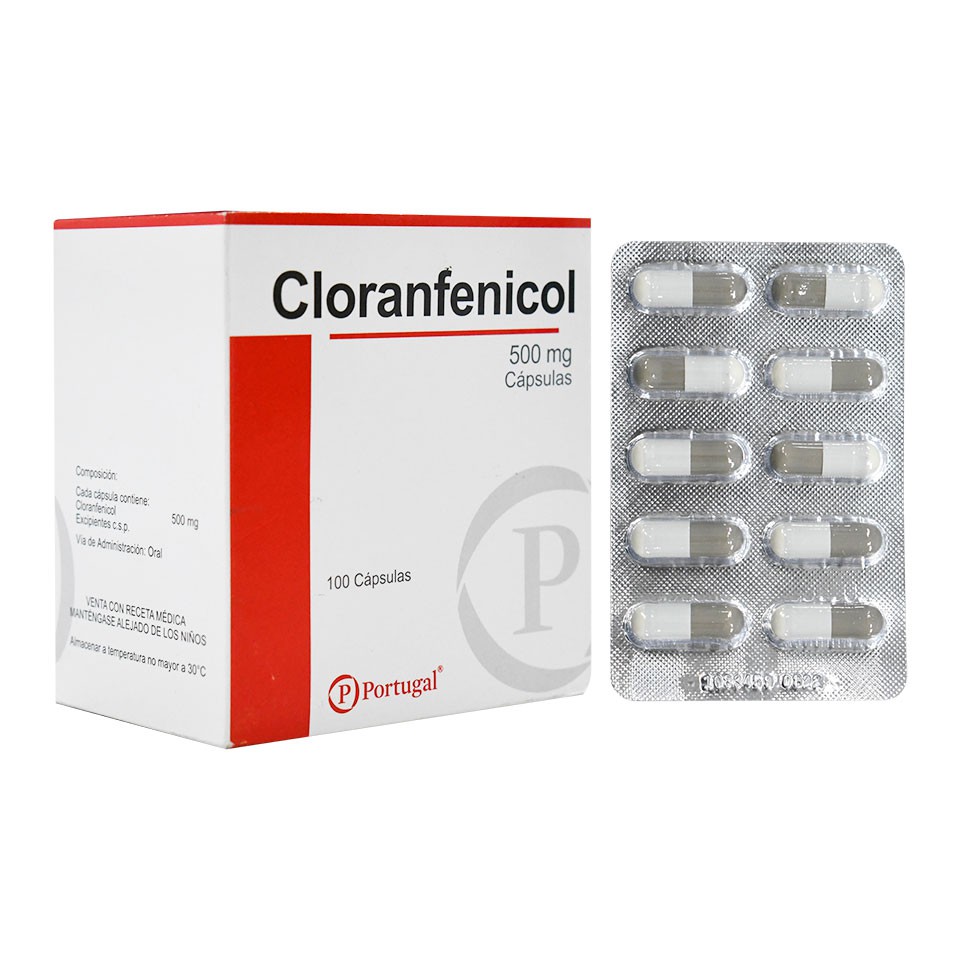 Cloranfenicol
500 mg
Cápsulas
100 Cápsulas
P
P Portugal®
Composición:
Cada cápsula contiene:
Cloranfenicol 500 mg
Excipientes c.s.p.
Vía de Administración: Oral
VENTA CON RECETA MÉDICA
MANTÉNGASE ALEJADO DE LOS NIÑOS
Almacenar a temperatura no mayor a 30°C